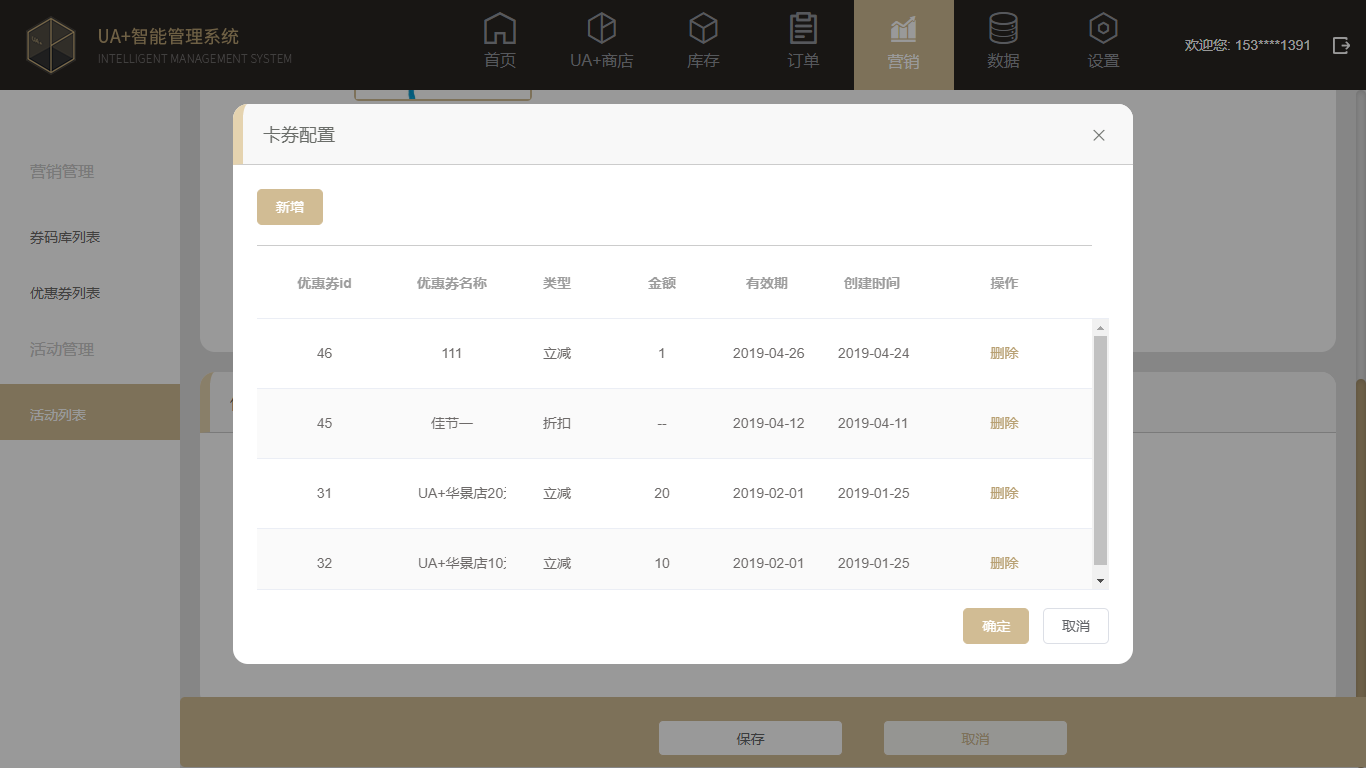 UA+智能管理系统
INTELLIGENT MANAGEMENT SYSTEM
首页
UA+商店
库存
订单
营销
数据
设置
欢迎您: 153****1391
营销管理
券码库列表
优惠券列表
活动管理
活动列表
卡券配置
新增
优惠券id 优惠券名称 类型 金额 有效期 创建时间 操作
46 111 立减 1 2019-04-26 2019-04-24 删除
45 佳节一 折扣 -- 2019-04-12 2019-04-11 删除
31 UA+华景店20 立减 20 2019-02-01 2019-01-25 删除
32 UA+华景店10 立减 10 2019-02-01 2019-01-25 删除
确定 取消
保存 取消